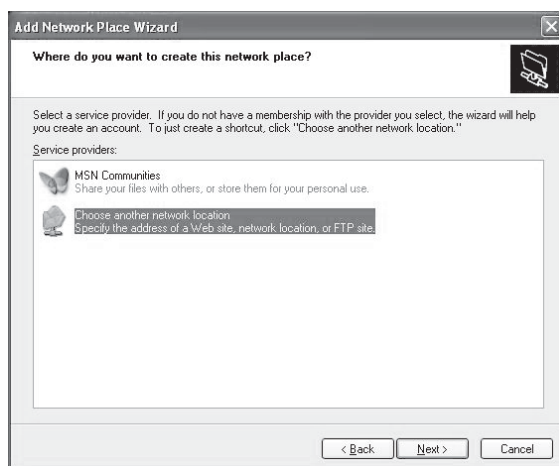 Add Network Place Wizard
Where do you want to create this network place?
Select a service provider. If you do not have a membership with the provider you select, the wizard will help
you create an account. To just create a shortcut, click "Choose another network location."
Service providers:
MSN Communities
Share your files with others, or store them for your personal use.
Choose another network location
Specify the address of a Web site, network location, or FTP site.
< Back Next > Cancel